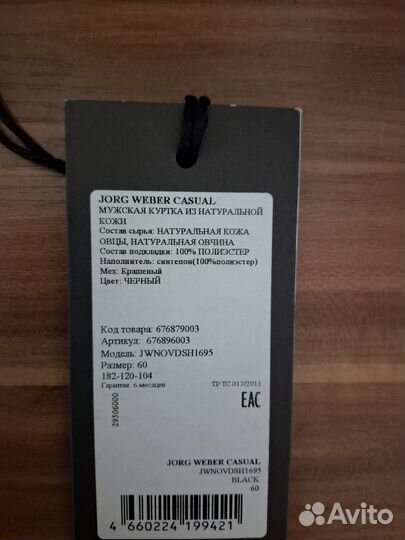 JORG WEBER CASUAL
МУЖСКАЯ КУРТКА ИЗ НАТУРАЛЬНОЙ
КОЖИ
Состав сырья: НАТУРАЛЬНАЯ КОЖА
ОВЦЫ, НАТУРАЛЬНАЯ ОВЧИНА
Состав подкладки: 100% ПОЛИЭСТЕР
Наполнитель: синтепон(100%полиэстер)
Мех: Крашеный
Цвет: ЧЕРНЫЙ
Код товара: 676879003
Артикул: 676896003
Модель: JWNOVDSH1695
Размер: 60
182-120-104
Гарантия 6 месяцев ТР ТС 017/2011
EAC
29506000
JORG WEBER CASUAL
JWNOVDSH1695
BLACK
60
4 660224 199421
Avito